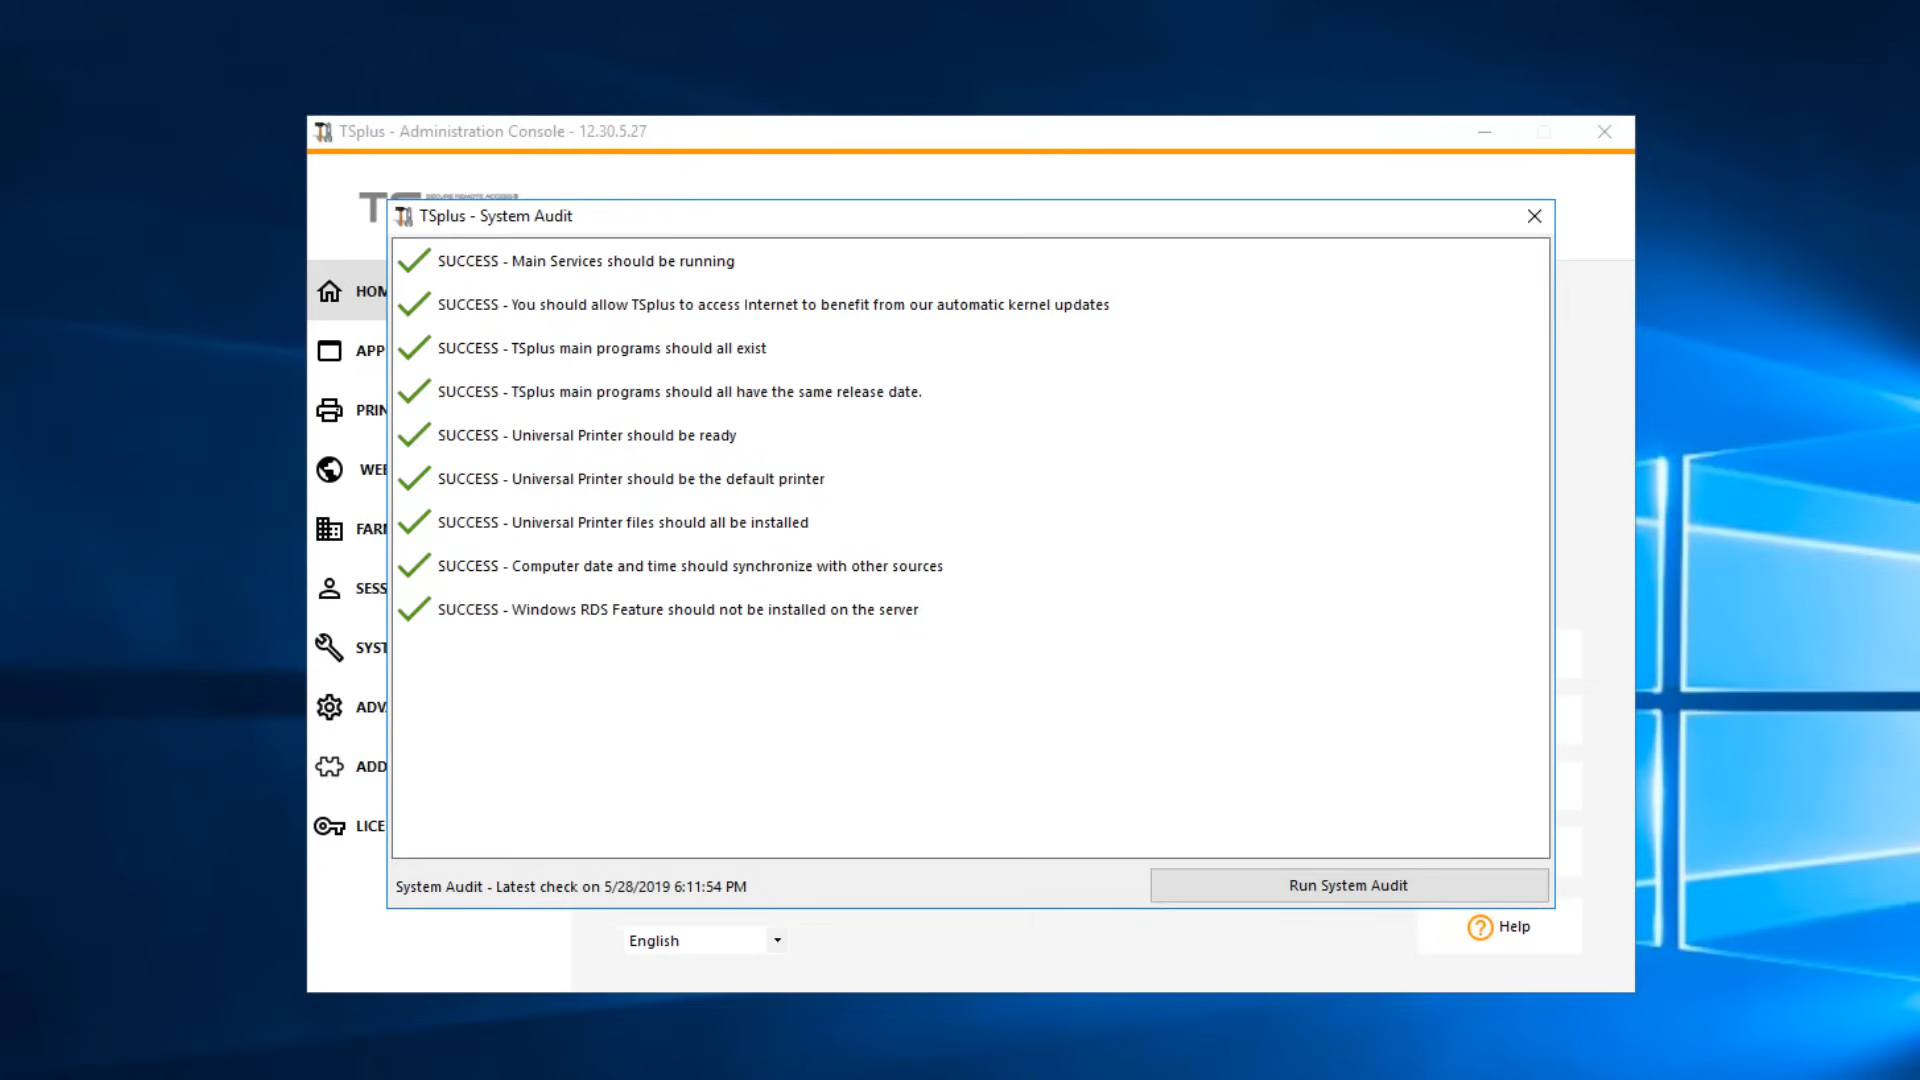 TSplus - Administration Console - 12.30.5.27
SECURE REMOTE ACCESS
TSplus - System Audit
SUCCESS - Main Services should be running
HOM
SUCCESS - You should allow TSplus to access Internet to benefit from our automatic kernel updates
APP
SUCCESS - TSplus main programs should all exist
SUCCESS - TSplus main programs should all have the same release date.
PRIN
SUCCESS - Universal Printer should be ready
WEB
SUCCESS - Universal Printer should be the default printer
FARM
SUCCESS - Universal Printer files should all be installed
SUCCESS - Computer date and time should synchronize with other sources
SESS
SUCCESS - Windows RDS Feature should not be installed on the server
SYST
ADV
ADD
LICE
System Audit - Latest check on 5/28/2019 6:11:54 PM
Run System Audit
English
Help